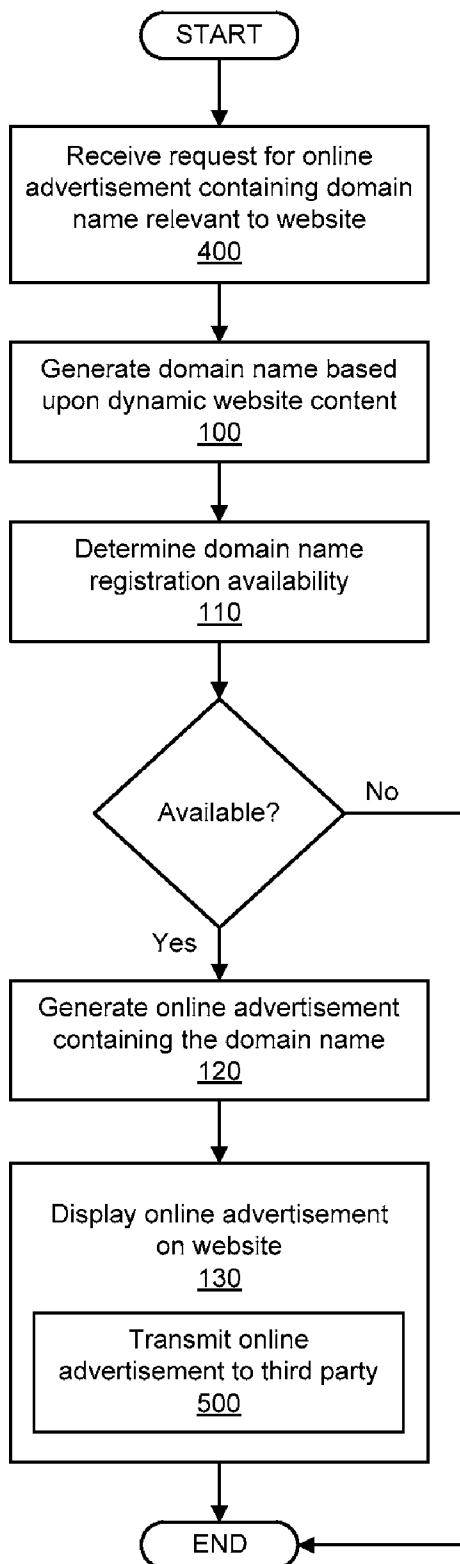 START
Receive request for online
advertisement containing domain
name relevant to website
400
Generate domain name based
upon dynamic website content
100
Determine domain name
registration availability
110
Available?
No
Yes
Generate online advertisement
containing the domain name
120
Display online advertisement
on website
130
Transmit online
advertisement to third party
500
END